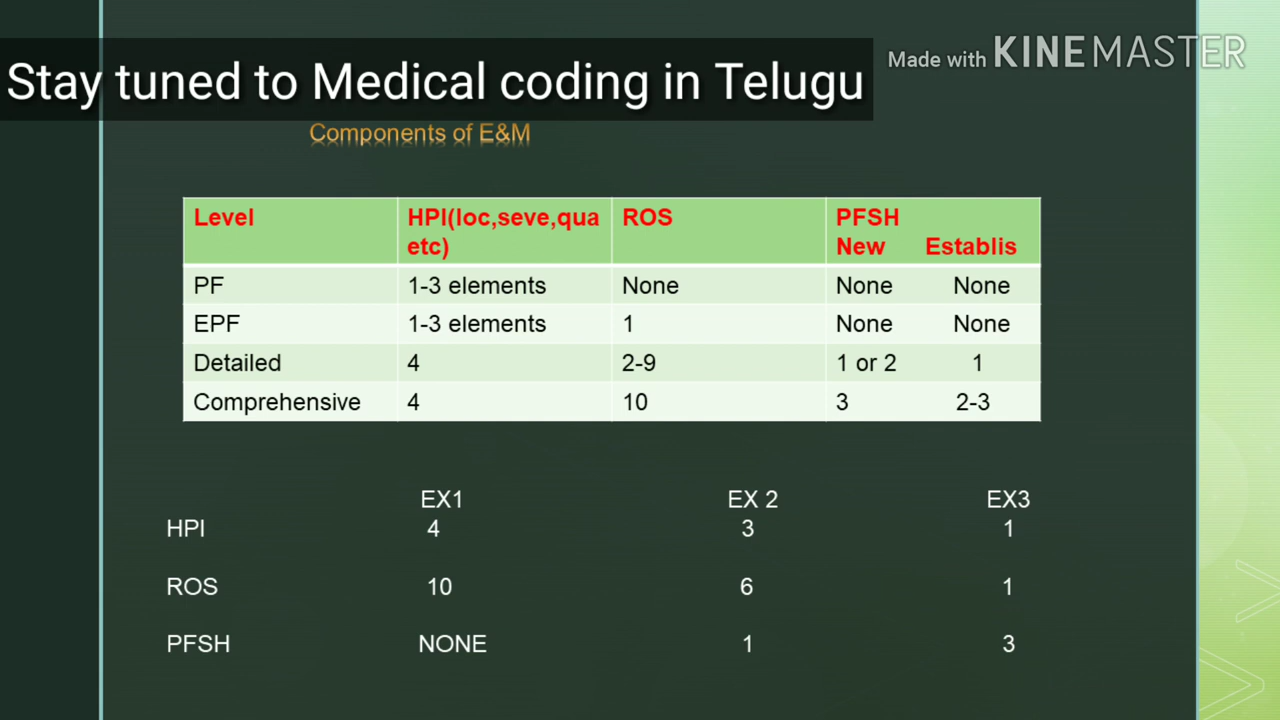 Made with KINEMASTER
Stay tuned to Medical coding in Telugu
Components of E&M
Level HPI(loc,seve,qua etc) ROS PFSH New Establis
PF 1-3 elements None None None
EPF 1-3 elements 1 None None
Detailed 4 2-9 1 or 2 1
Comprehensive 4 10 3 2-3
EX1 EX 2 EX3
HPI 4 3 1
ROS 10 6 1
PFSH NONE 1 3